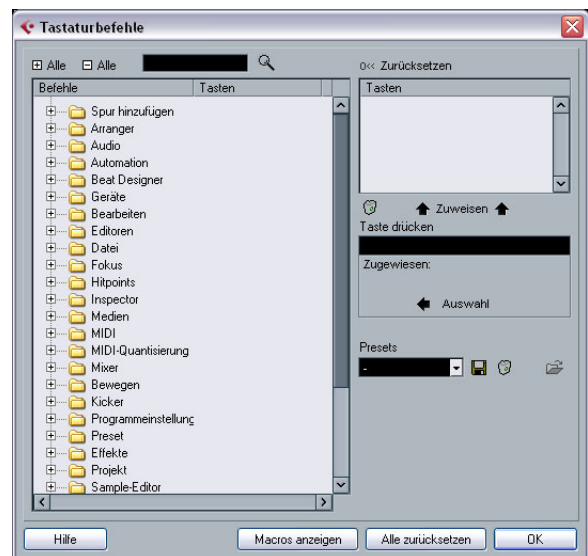 Tastaturbefehle
Alle Alle
Befehle Tasten
Spur hinzufügen
Arranger
Audio
Automation
Beat Designer
Geräte
Bearbeiten
Editoren
Datei
Fokus
Hitpoints
Inspector
Medien
MIDI
MIDI-Quantisierung
Mixer
Bewegen
Kicker
Programmeinstellung
Preset
Effekte
Projekt
Sample-Editor
0<< Zurücksetzen
Tasten
Zuweisen
Taste drücken
Zugewiesen:
Auswahl
Presets
-
Hilfe Macros anzeigen Alle zurücksetzen OK